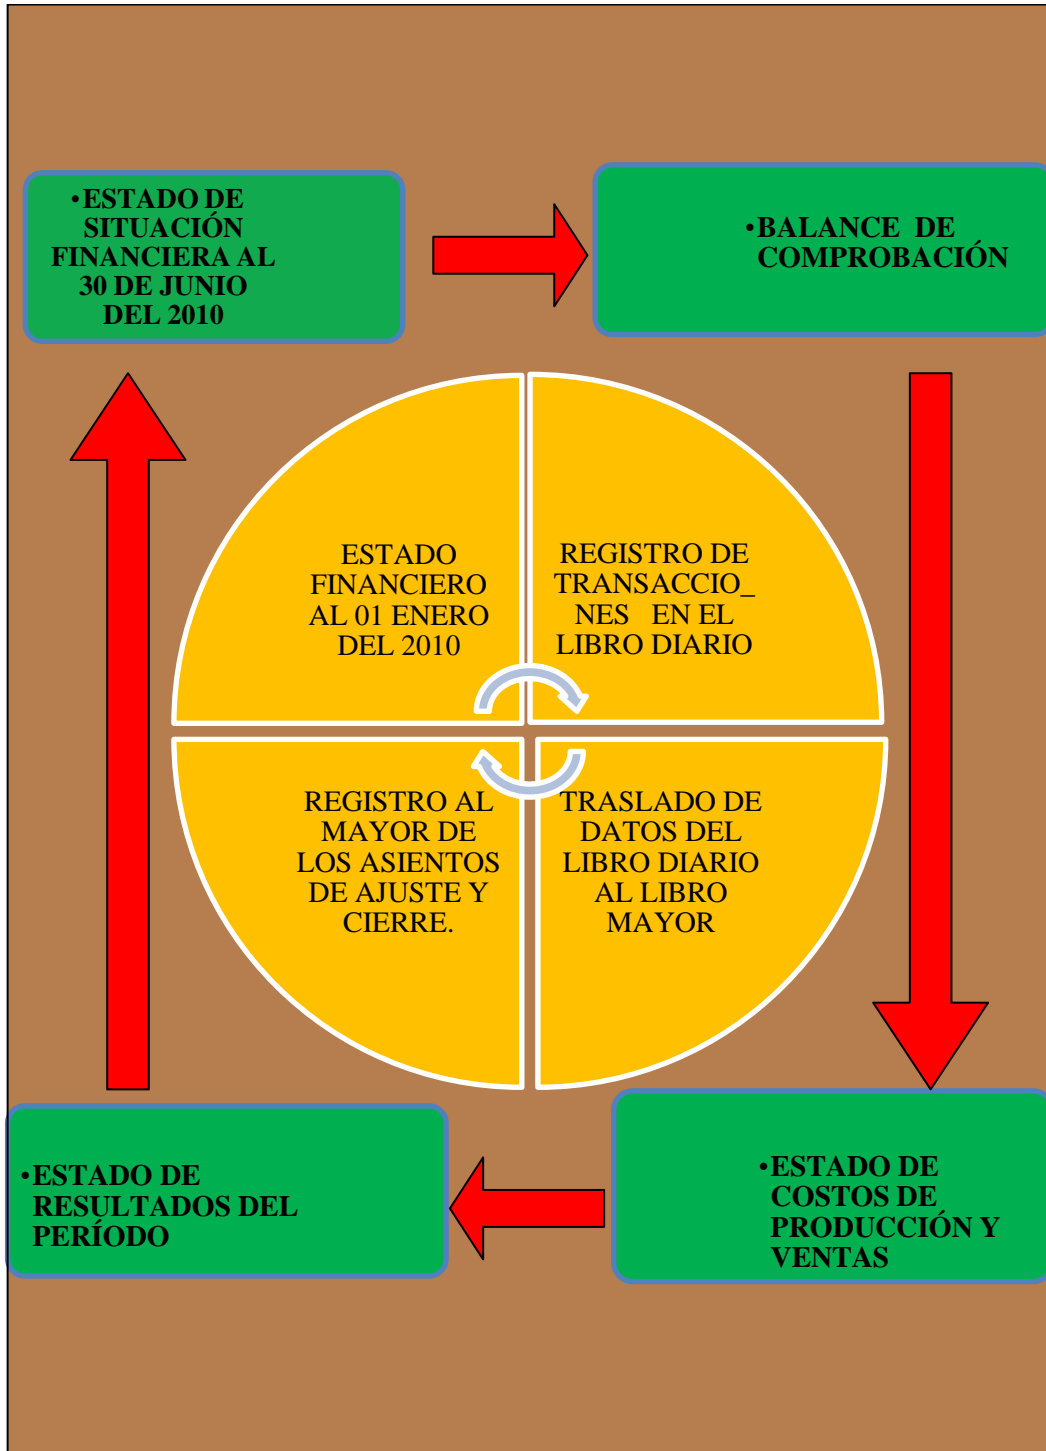 •ESTADO DE
SITUACIÓN
FINANCIERA AL
30 DE JUNIO
DEL 2010
•BALANCE DE
COMPROBACIÓN
ESTADO
FINANCIERO
AL 01 ENERO
DEL 2010
REGISTRO DE
TRANSACCIO_
NES EN EL
LIBRO DIARIO
REGISTRO AL
MAYOR DE
LOS ASIENTOS
DE AJUSTE Y
CIERRE.
TRASLADO DE
DATOS DEL
LIBRO DIARIO
AL LIBRO
MAYOR
•ESTADO DE
RESULTADOS DEL
PERÍODO
•ESTADO DE
COSTOS DE
PRODUCCIÓN Y
VENTAS